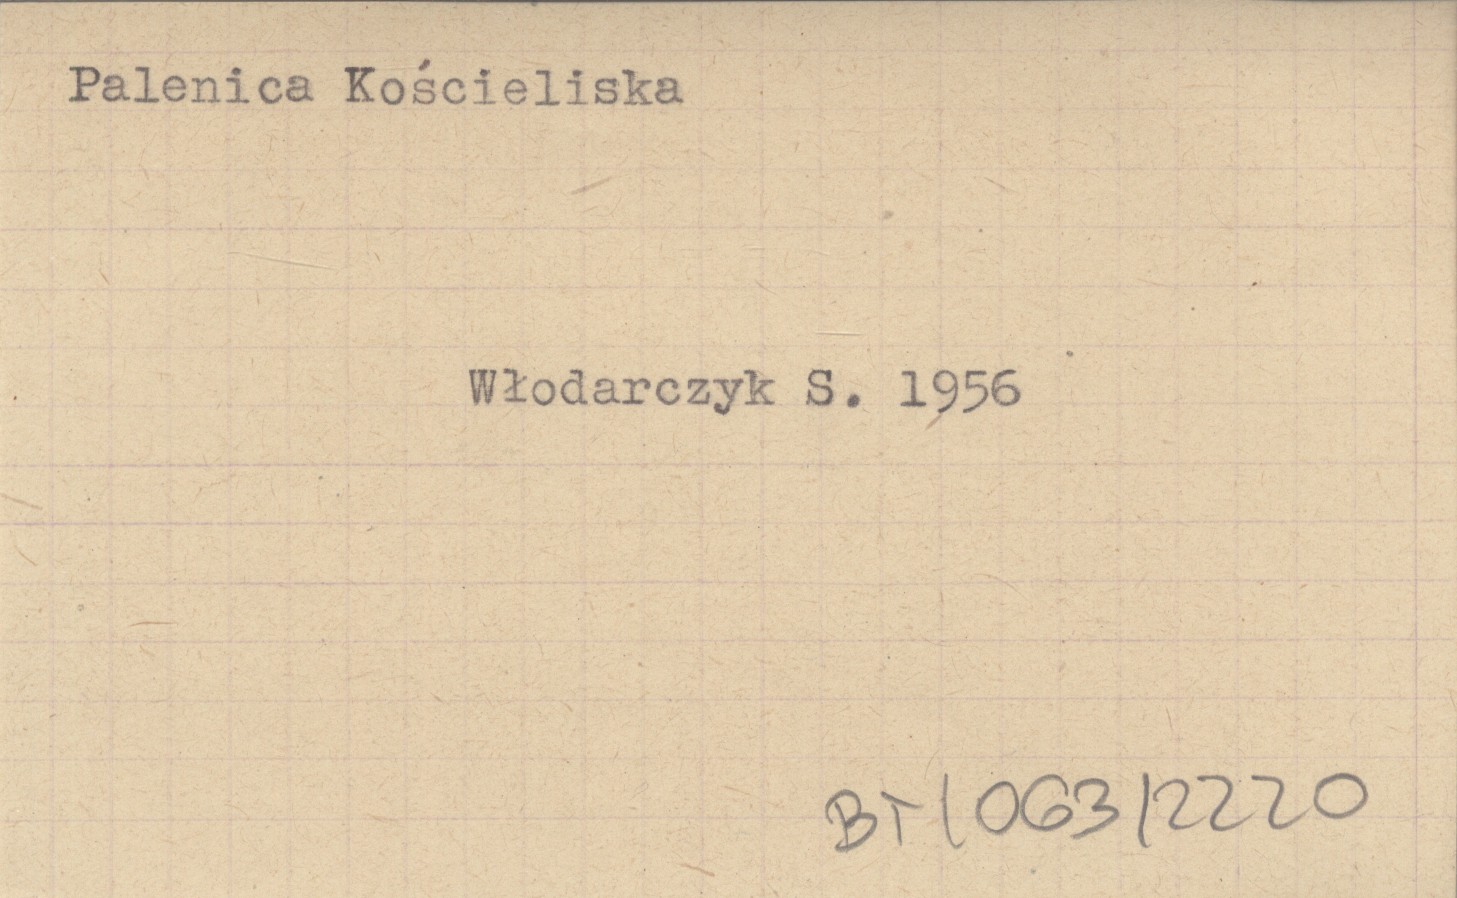 Palenica Kościeliska
Włodarczyk S. 1956
BT/063/2220